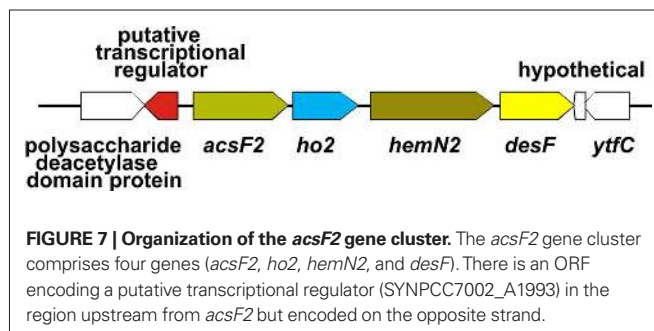 putative
transcriptional
regulator
hypothetical
polysaccharide
deacetylase
domain protein
acsF2
ho2
hemN2
desF
ytfC
FIGURE 7 | Organization of the acsF2 gene cluster. The acsF2 gene cluster
comprises four genes (acsF2, ho2, hemN2, and desF). There is an ORF
encoding a putative transcriptional regulator (SYNPCC7002_A1993) in the
region upstream from acsF2 but encoded on the opposite strand.